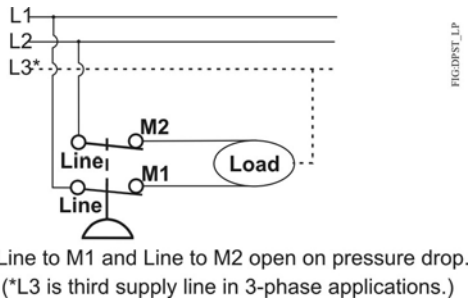 L1
L2
L3*
FIG:DPST_LP
M2
Line
Load
M1
Line
Line to M1 and Line to M2 open on pressure drop.
(*L3 is third supply line in 3-phase applications.)